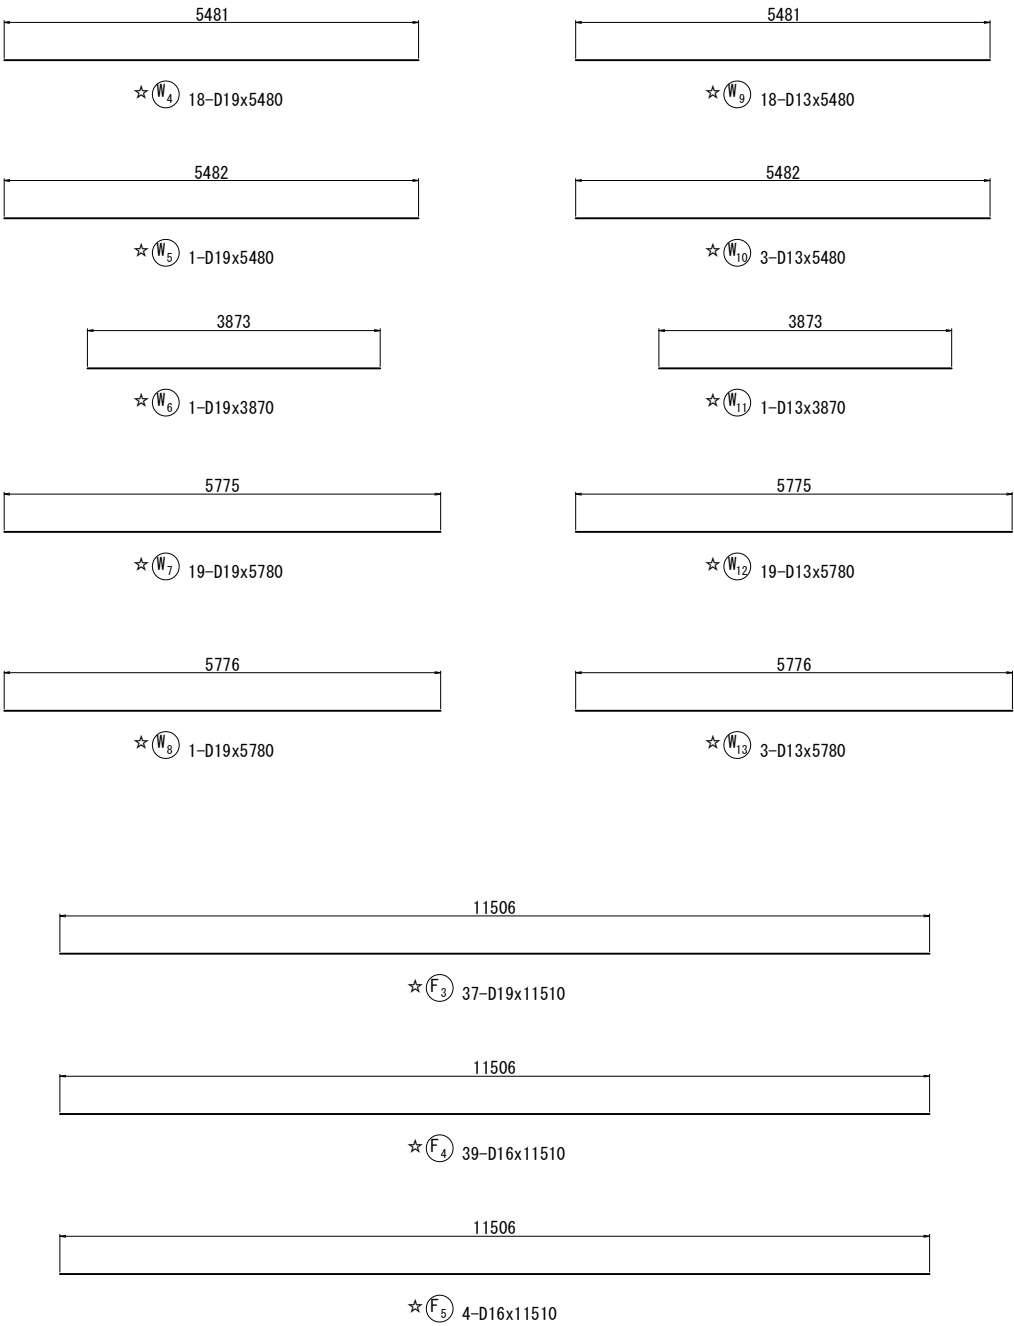 5481
☆ W4 18-D19x5480
5481
☆ W9 18-D13x5480
5482
☆ W5 1-D19x5480
5482
☆ W10 3-D13x5480
3873
☆ W6 1-D19x3870
3873
☆ W11 1-D13x3870
5775
☆ W7 19-D19x5780
5775
☆ W12 19-D13x5780
5776
☆ W8 1-D19x5780
5776
☆ W13 3-D13x5780
11506
☆ F3 37-D19x11510
11506
☆ F4 39-D16x11510
11506
☆ F5 4-D16x11510